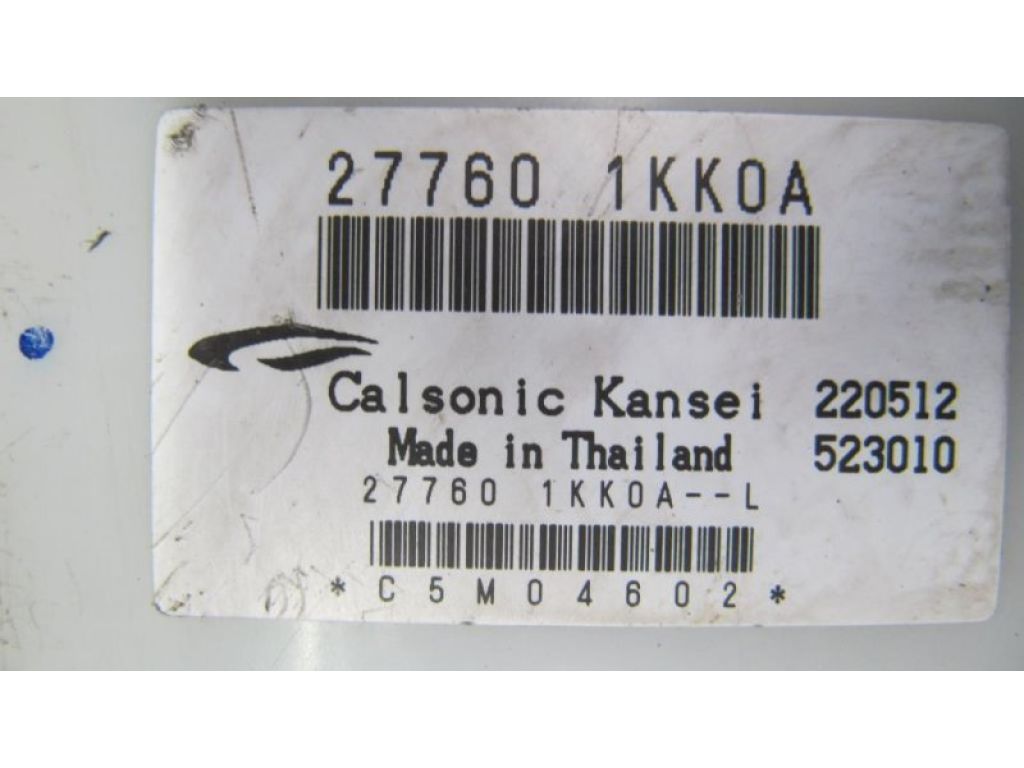 27760 1KK0A
Calsonic Kansei 220512
Made in Thailand 523010
27760 1KK0A--L
*C5M04602*